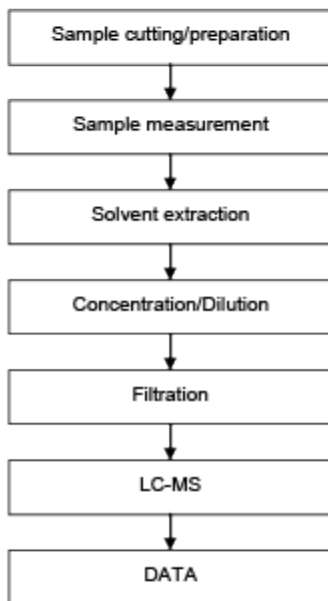 Sample cutting/preparation
Sample measurement
Solvent extraction
Concentration/Dilution
Filtration
LC-MS
DATA